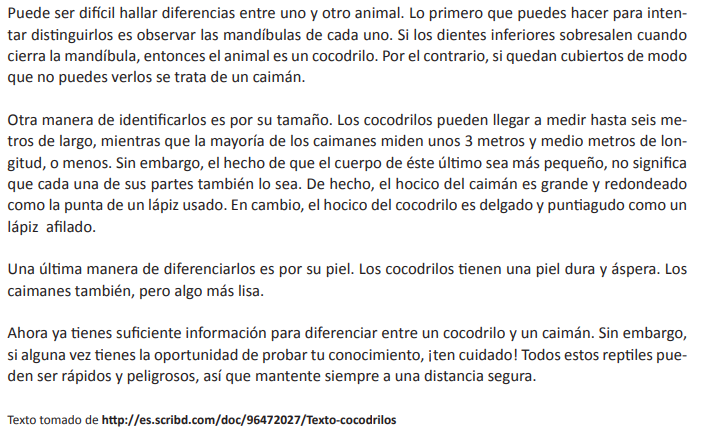 Puede ser difícil hallar diferencias entre uno y otro animal. Lo primero que puedes hacer para inten-
tar distinguirlos es observar las mandíbulas de cada uno. Si los dientes inferiores sobresalen cuando
cierra la mandíbula, entonces el animal es un cocodrilo. Por el contrario, si quedan cubiertos de modo
que no puedes verlos se trata de un caimán.
Otra manera de identificarlos es por su tamaño. Los cocodrilos pueden llegar a medir hasta seis me-
tros de largo, mientras que la mayoría de los caimanes miden unos 3 metros y medio metros de lon-
gitud, o menos. Sin embargo, el hecho de que el cuerpo de éste último sea más pequeño, no significa
que cada una de sus partes también lo sea. De hecho, el hocico del caimán es grande y redondeado
como la punta de un lápiz usado. En cambio, el hocico del cocodrilo es delgado y puntiagudo como un
lápiz afilado.
Una última manera de diferenciarlos es por su piel. Los cocodrilos tienen una piel dura y áspera. Los
caimanes también, pero algo más lisa.
Ahora ya tienes suficiente información para diferenciar entre un cocodrilo y un caimán. Sin embargo,
si alguna vez tienes la oportunidad de probar tu conocimiento, ¡ten cuidado! Todos estos reptiles pue-
den ser rápidos y peligrosos, así que mantente siempre a una distancia segura.
Texto tomado de http://es.scribd.com/doc/96472027/Texto-cocodrilos